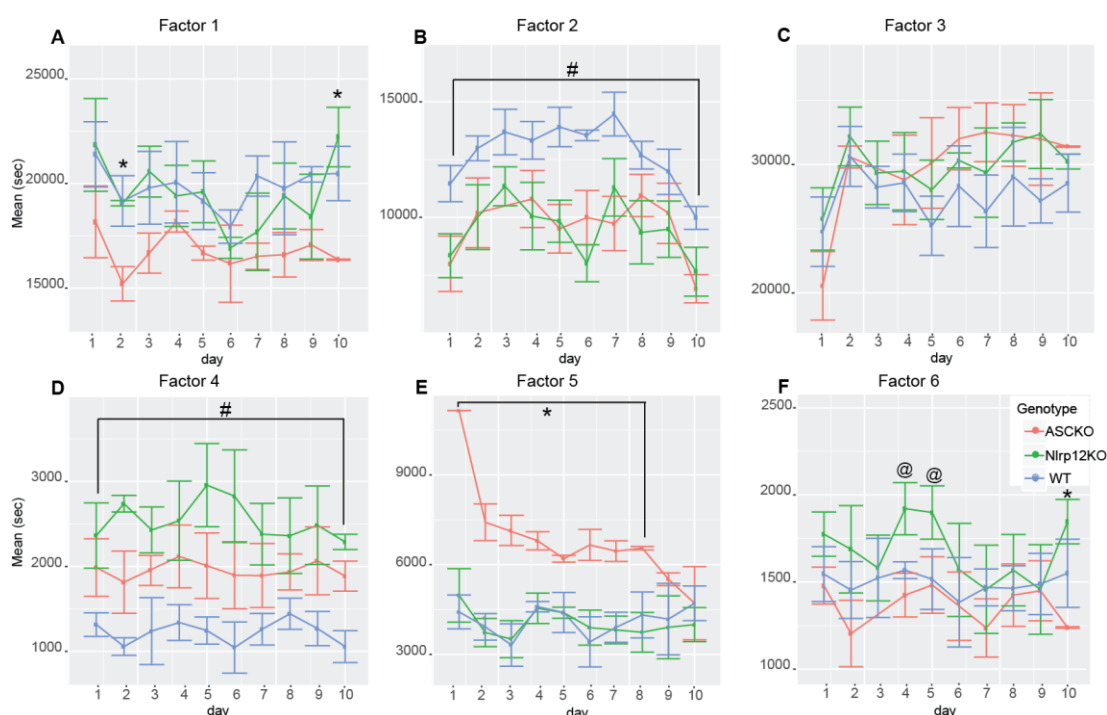 A Factor 1
25000
20000
15000
Mean (sec)
* *
1 2 3 4 5 6 7 8 9 10
day
B Factor 2
15000
10000
#
1 2 3 4 5 6 7 8 9 10
day
C Factor 3
30000
20000
1 2 3 4 5 6 7 8 9 10
day
D Factor 4
3000
2000
1000
Mean (sec)
#
1 2 3 4 5 6 7 8 9 10
day
E Factor 5
9000
6000
3000
*
1 2 3 4 5 6 7 8 9 10
day
F Factor 6
2500
2000
1500
1000
@ @ *
Genotype
ASCKO
Nlrp12KO
WT
1 2 3 4 5 6 7 8 9 10
day